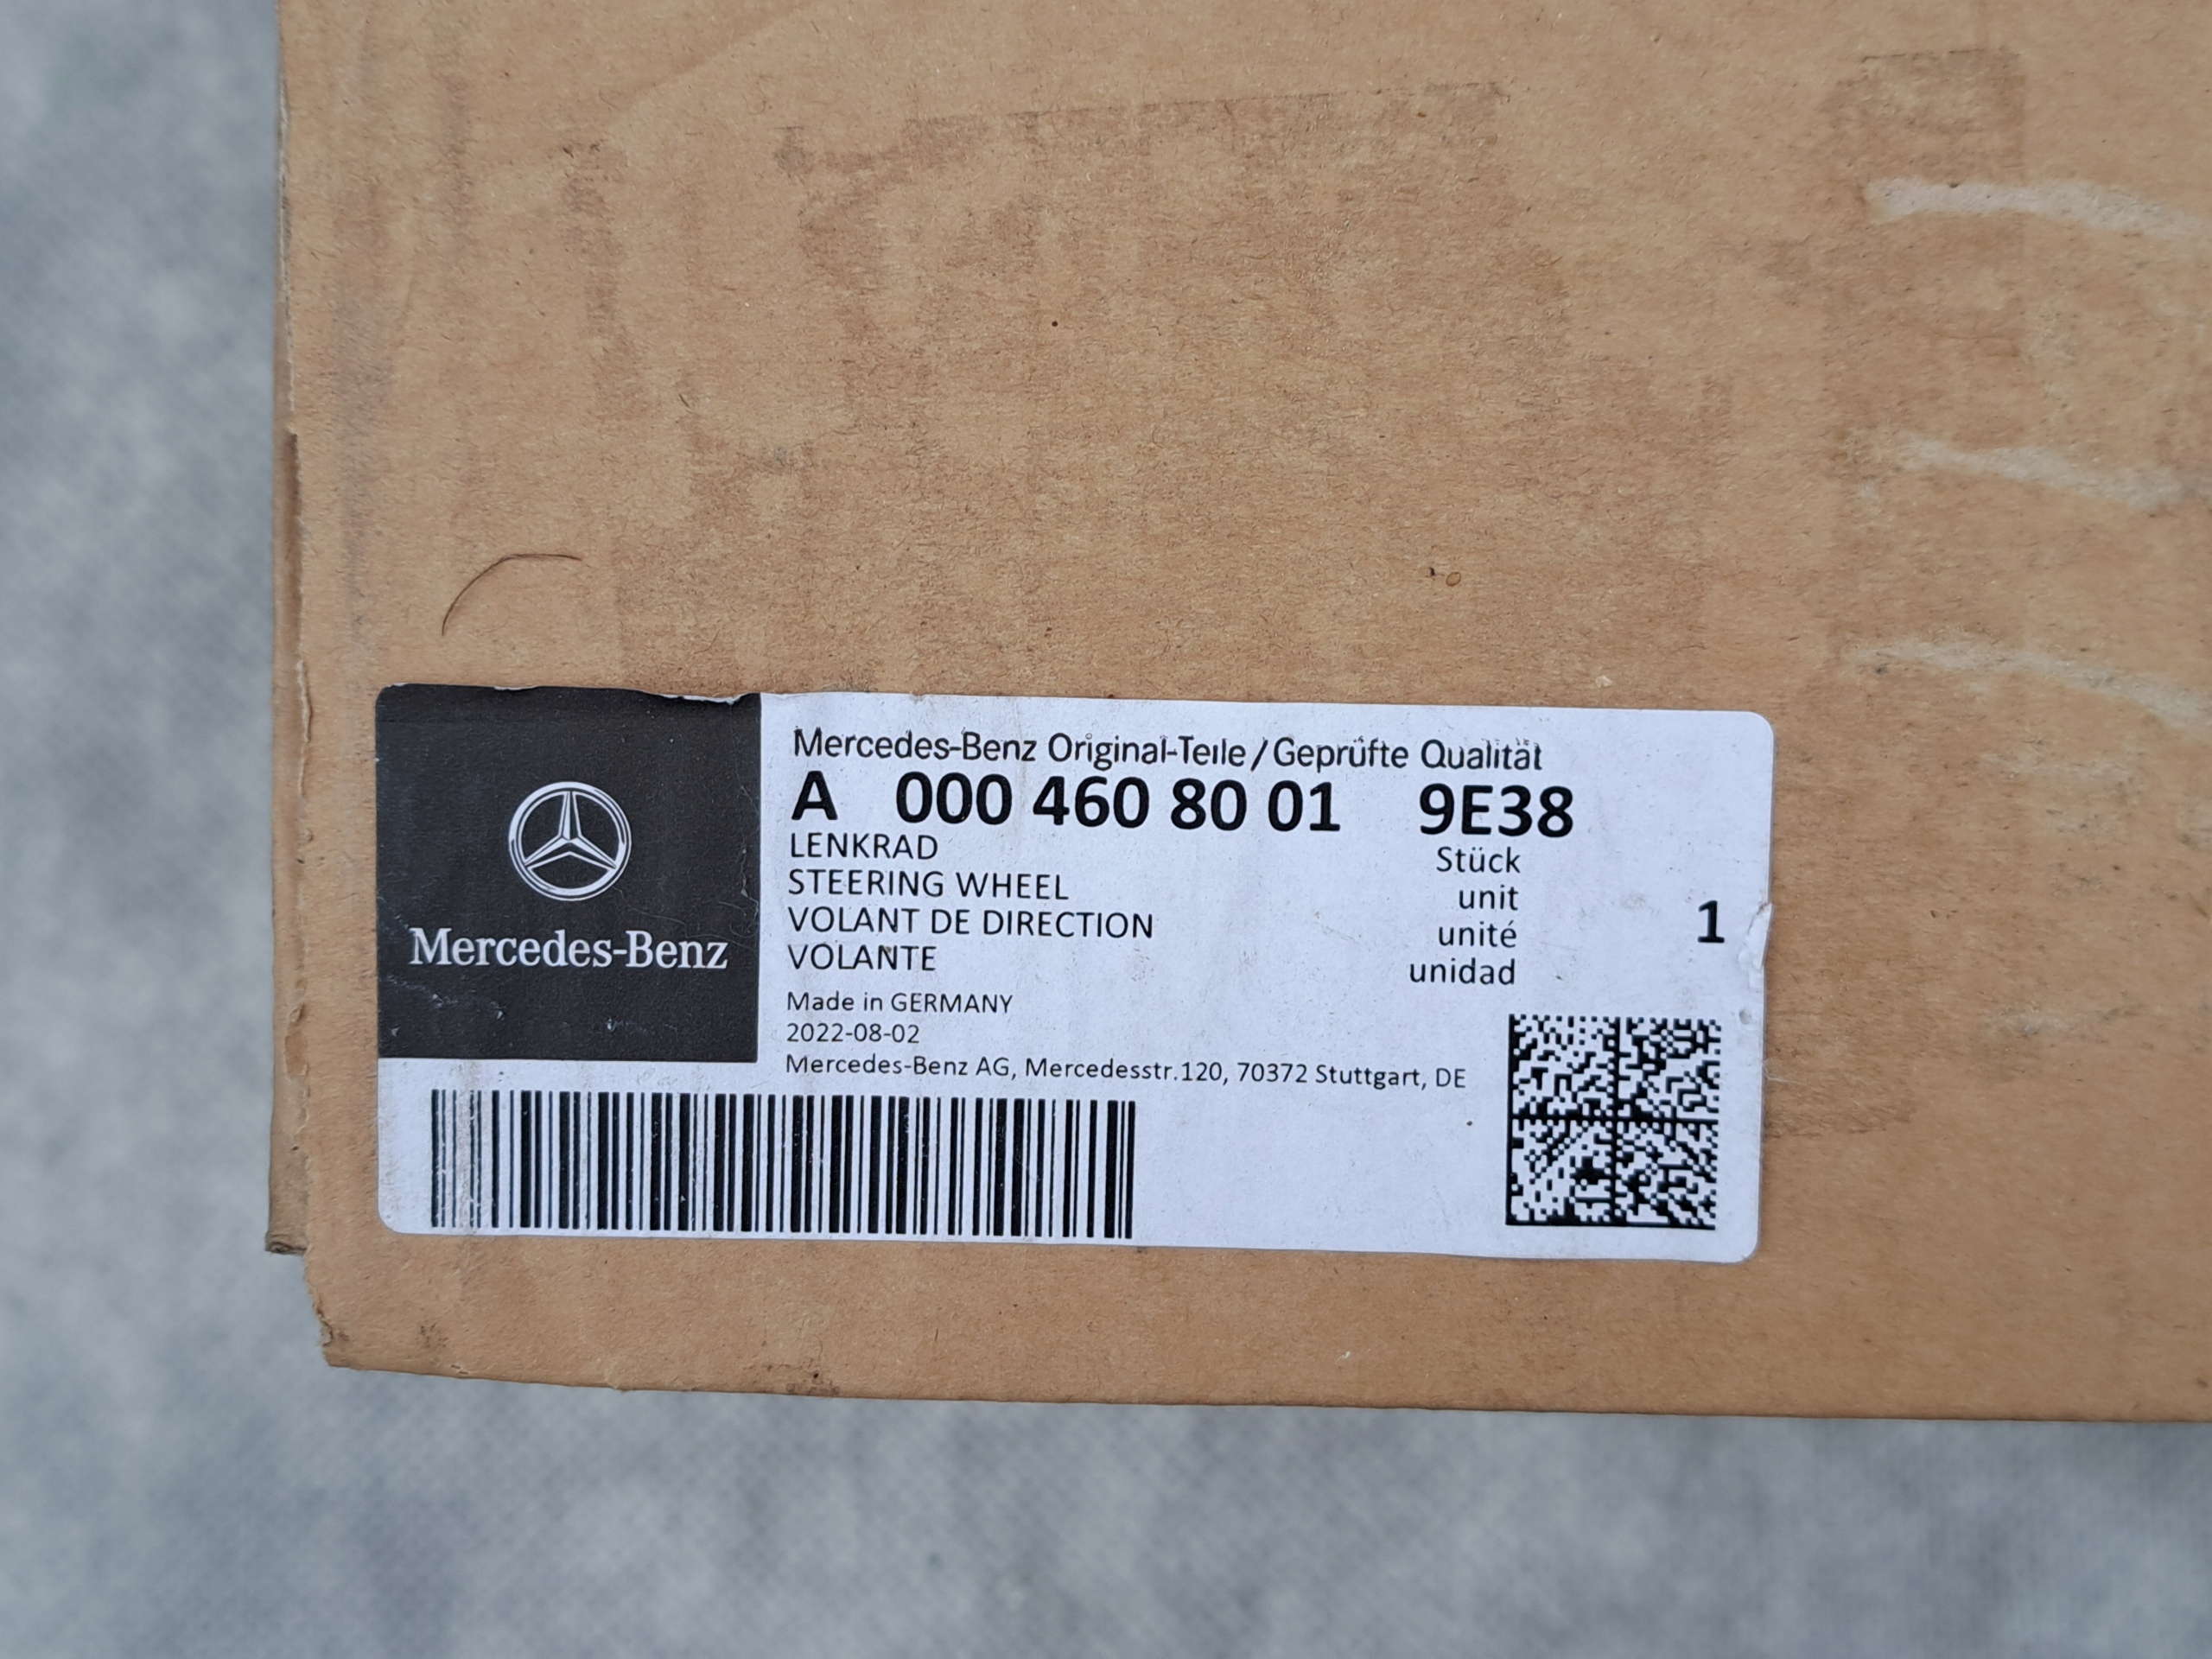 Mercedes-Benz Original-Teile/Geprüfte Qualität
A 000 460 80 01 9E38
LENKRAD Stück
STEERING WHEEL unit
VOLANT DE DIRECTION unité 1
VOLANTE unidad
Mercedes-Benz
Made in GERMANY
2022-08-02
Mercedes-Benz AG, Mercedesstr.120, 70372 Stuttgart, DE